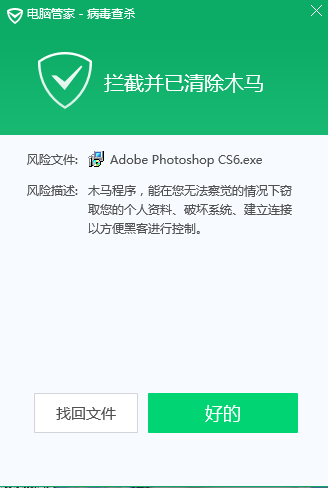 电脑管家 - 病毒查杀
拦截并已清除木马
风险文件: Adobe Photoshop CS6.exe
风险描述: 木马程序，能在您无法察觉的情况下窃
取您的个人资料、破坏系统、建立连接
以方便黑客进行控制。
找回文件 好的